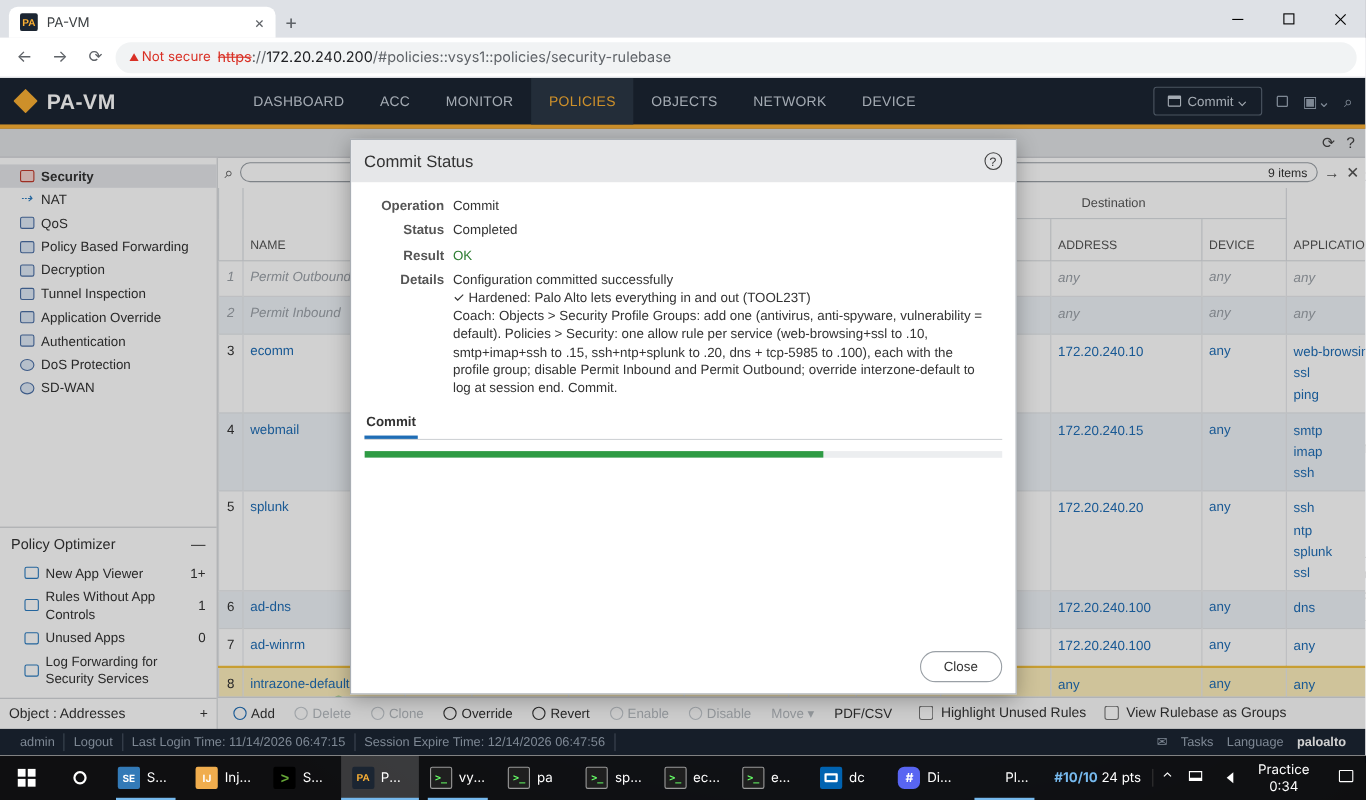 PA PA-VM × +
Not secure https://172.20.240.200/#policies::vsys1::policies/security-rulebase
PA-VM DASHBOARD ACC MONITOR POLICIES OBJECTS NETWORK DEVICE Commit
?
Security
NAT
QoS
Policy Based Forwarding
Decryption
Tunnel Inspection
Application Override
Authentication
DoS Protection
SD-WAN
Policy Optimizer —
New App Viewer 1+
Rules Without App
Controls 1
Unused Apps 0
Log Forwarding for
Security Services
Object : Addresses +
9 items → ✕
Destination
NAME ADDRESS DEVICE APPLICATIO
1 Permit Outbound any any any
2 Permit Inbound any any any
3 ecomm 172.20.240.10 any web-browsin
ssl
ping
4 webmail 172.20.240.15 any smtp
imap
ssh
5 splunk 172.20.240.20 any ssh
ntp
splunk
ssl
6 ad-dns 172.20.240.100 any dns
7 ad-winrm 172.20.240.100 any any
8 intrazone-default any any any
Commit Status ?
Operation Commit
Status Completed
Result OK
Details Configuration committed successfully
✓ Hardened: Palo Alto lets everything in and out (TOOL23T)
Coach: Objects > Security Profile Groups: add one (antivirus, anti-spyware, vulnerability =
default). Policies > Security: one allow rule per service (web-browsing+ssl to .10,
smtp+imap+ssh to .15, ssh+ntp+splunk to .20, dns + tcp-5985 to .100), each with the
profile group; disable Permit Inbound and Permit Outbound; override interzone-default to
log at session end. Commit.
Commit
Close
Add Delete Clone Override Revert Enable Disable Move ▾ PDF/CSV Highlight Unused Rules View Rulebase as Groups
admin Logout Last Login Time: 11/14/2026 06:47:15 Session Expire Time: 12/14/2026 06:47:56 Tasks Language paloalto
SE S... IJ Inj... > S... PA P... >_ vy... >_ pa >_ sp... >_ ec... >_ e... dc # Di... Pl... #10/10 24 pts Practice
0:34